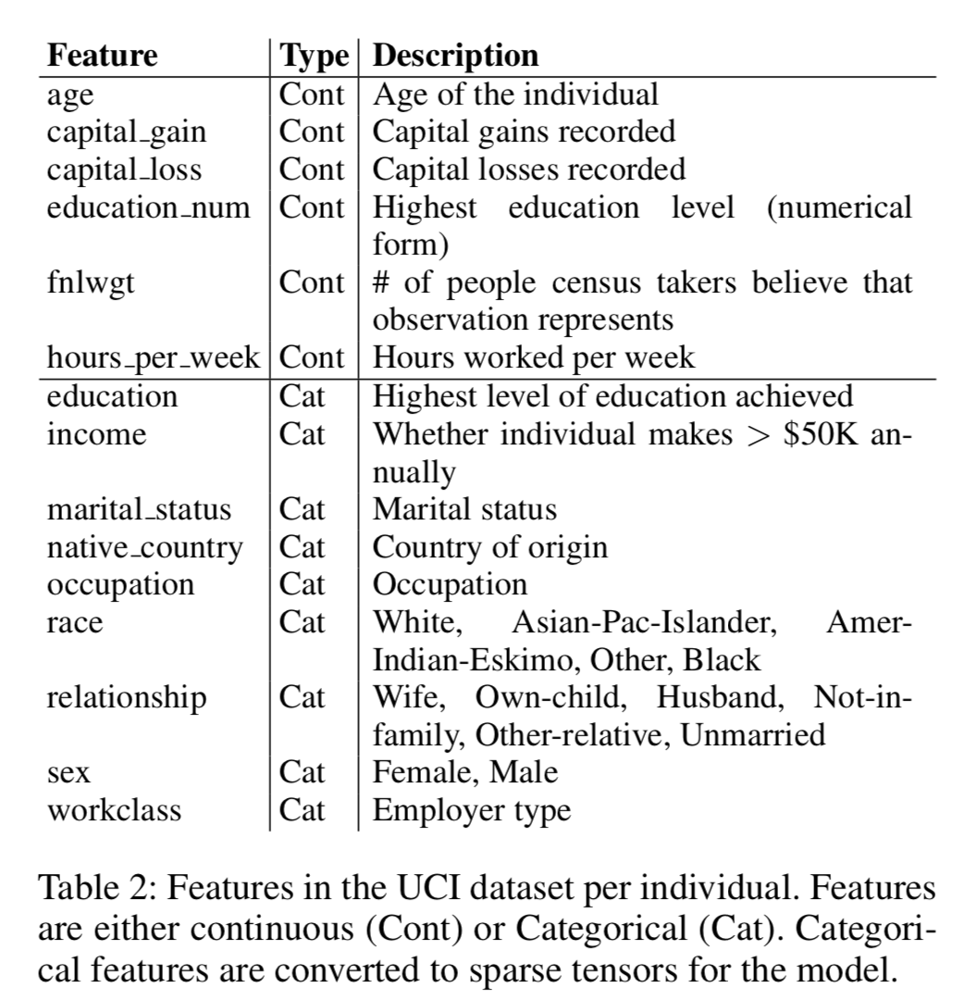 Feature Type Description
age Cont Age of the individual
capital_gain Cont Capital gains recorded
capital_loss Cont Capital losses recorded
education_num Cont Highest education level (numerical
form)
fnlwgt Cont # of people census takers believe that
observation represents
hours_per_week Cont Hours worked per week
education Cat Highest level of education achieved
income Cat Whether individual makes > $50K an-
nually
marital_status Cat Marital status
native_country Cat Country of origin
occupation Cat Occupation
race Cat White, Asian-Pac-Islander, Amer-
Indian-Eskimo, Other, Black
relationship Cat Wife, Own-child, Husband, Not-in-
family, Other-relative, Unmarried
sex Cat Female, Male
workclass Cat Employer type
Table 2: Features in the UCI dataset per individual. Features
are either continuous (Cont) or Categorical (Cat). Categori-
cal features are converted to sparse tensors for the model.